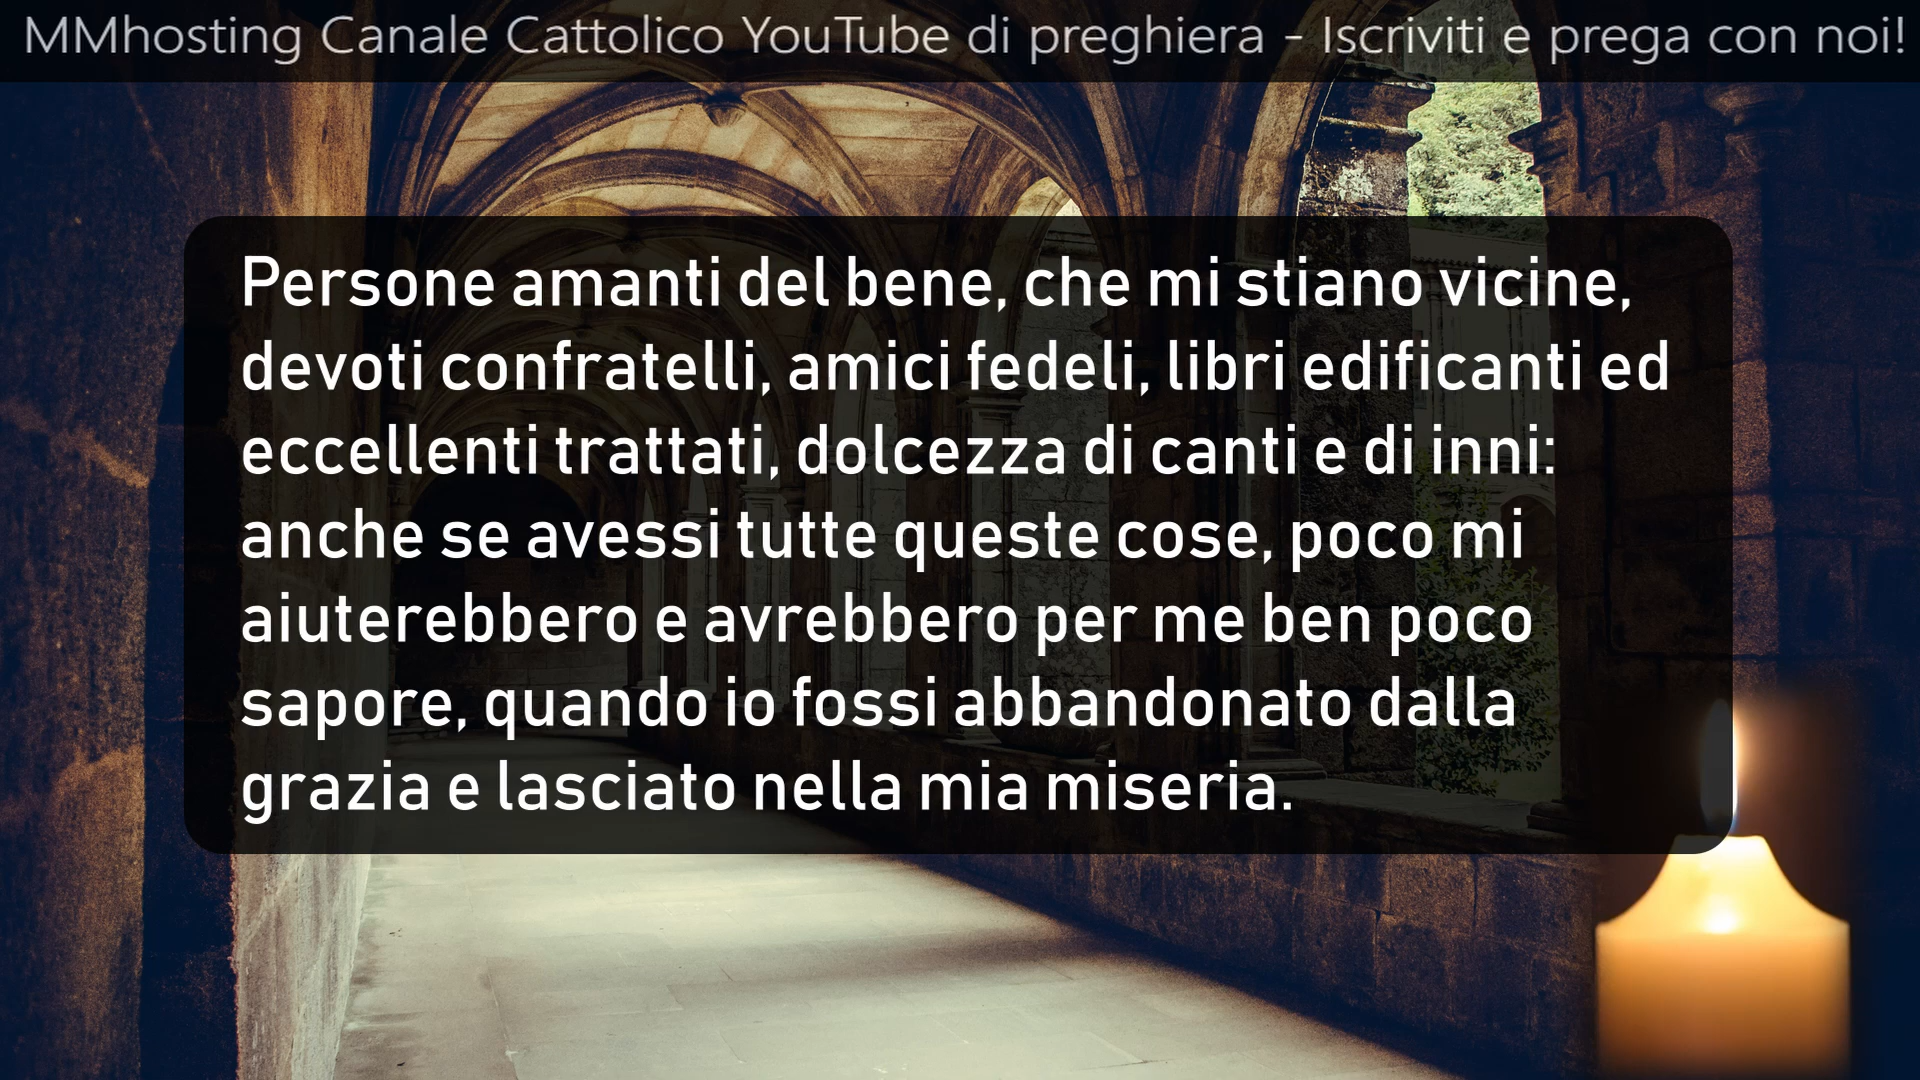 MMhosting Canale Cattolico YouTube di preghiera - Iscriviti e prega con noi!
Persone amanti del bene, che mi stiano vicine,
devoti confratelli, amici fedeli, libri edificanti ed
eccellenti trattati, dolcezza di canti e di inni:
anche se avessi tutte queste cose, poco mi
aiuterebbero e avrebbero per me ben poco
sapore, quando io fossi abbandonato dalla
grazia e lasciato nella mia miseria.